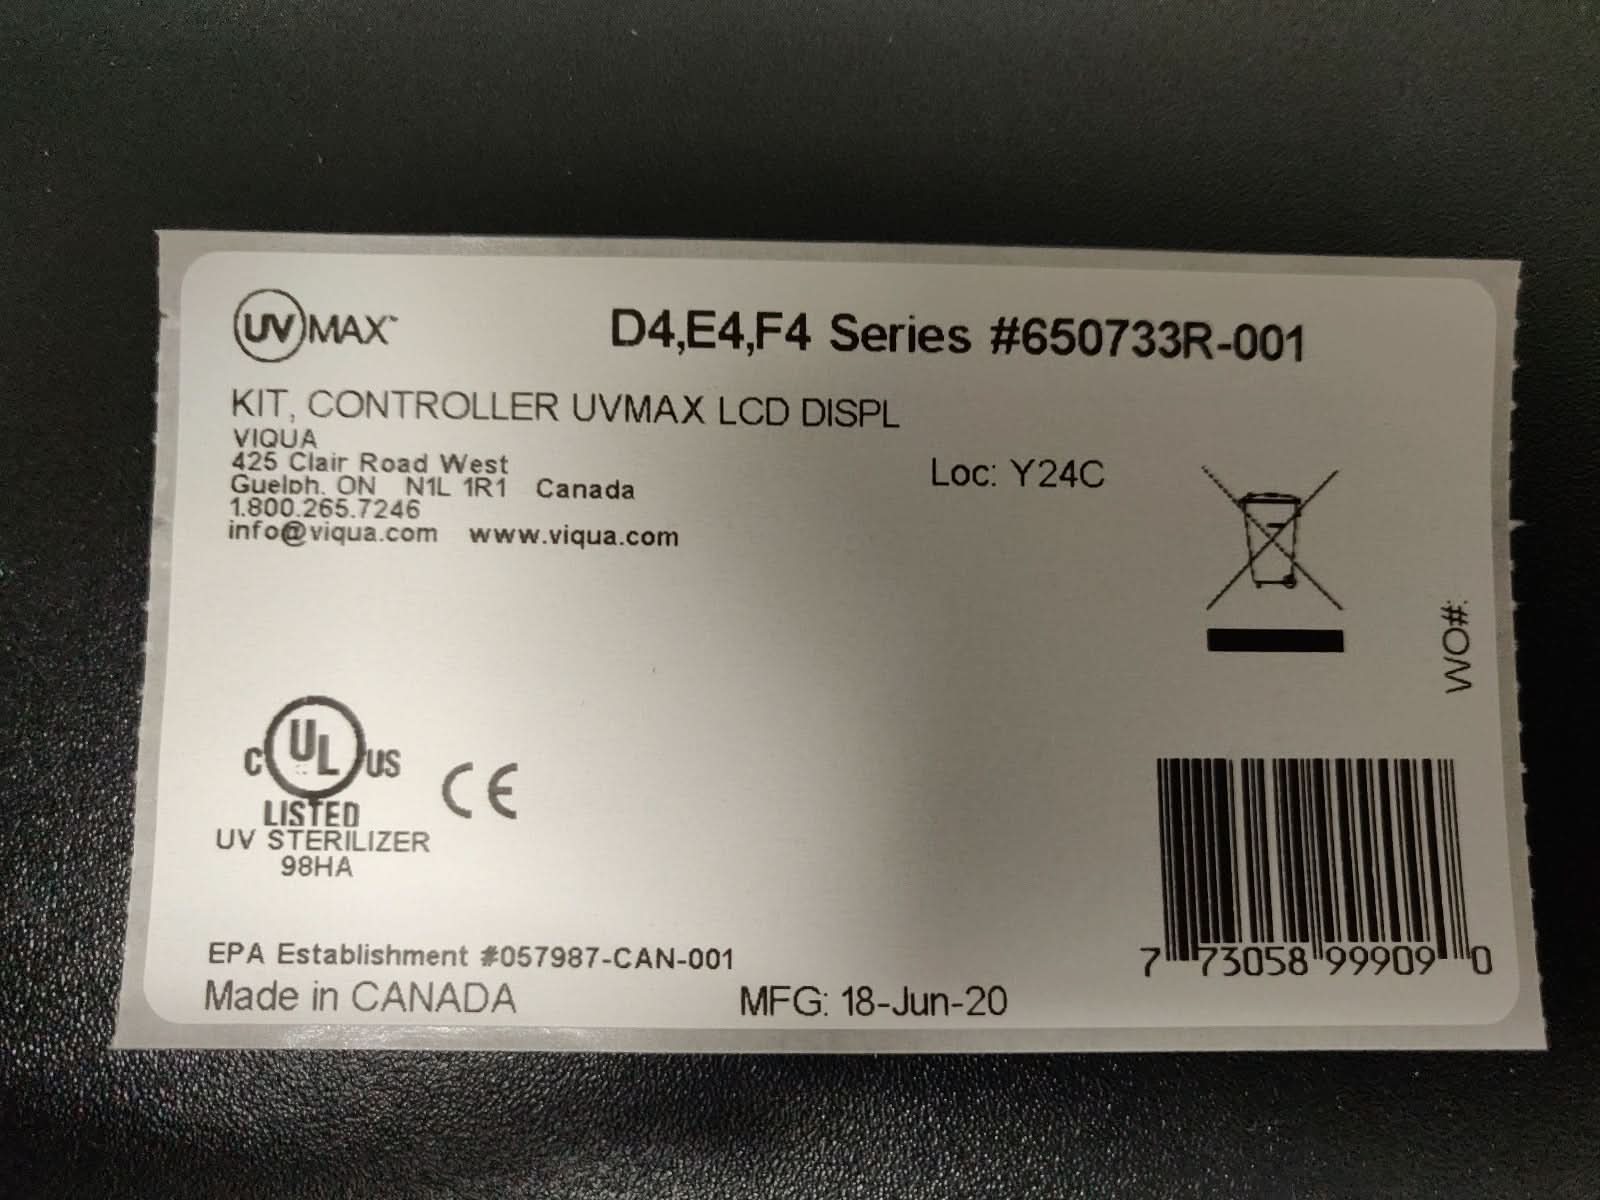 UVMAX™
D4,E4,F4 Series #650733R-001
KIT, CONTROLLER UVMAX LCD DISPL
VIQUA
425 Clair Road West
Guelph, ON N1L 1R1 Canada
1.800.265.7246
info@viqua.com www.viqua.com
Loc: Y24C
WO#:
C UL US
LISTED
CE
UV STERILIZER
98HA
EPA Establishment #057987-CAN-001
Made in CANADA
MFG: 18-Jun-20
7 73058 99909 0